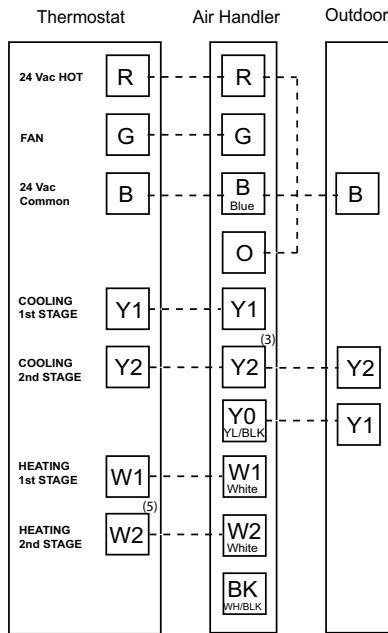 Thermostat Air Handler Outdoor
24 Vac HOT R R
FAN G G
24 Vac
Common B B
Blue B
O
COOLING
1st STAGE Y1 Y1
(3)
COOLING
2nd STAGE Y2 Y2 Y2
Y0
YL/BLK Y1
HEATING
1st STAGE W1 W1
White
(5)
HEATING
2nd STAGE W2 W2
White
BK
WH/BLK